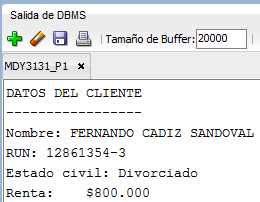 Salida de DBMS
Tamaño de Buffer: 20000
MDY3131_P1 ×
DATOS DEL CLIENTE
-----------------
Nombre: FERNANDO CADIZ SANDOVAL
RUN: 12861354-3
Estado civil: Divorciado
Renta:    $800.000